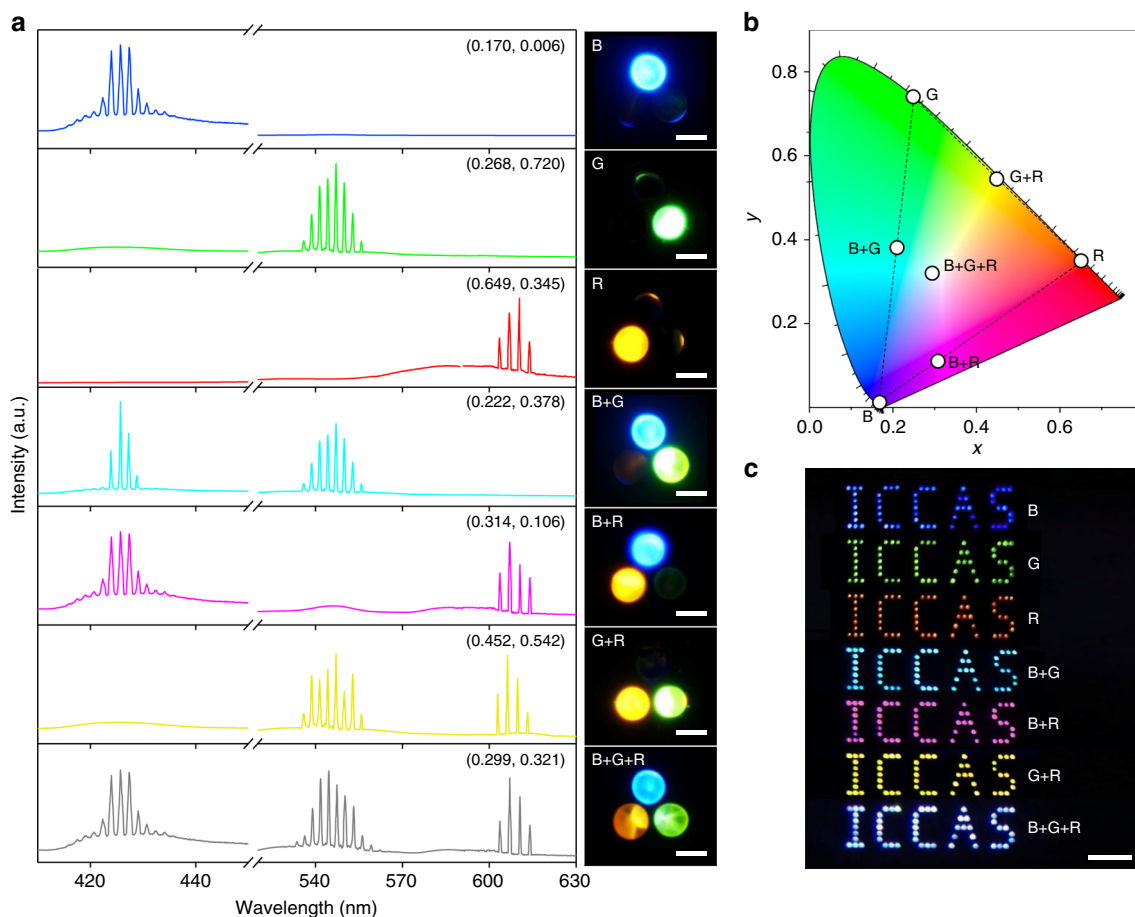 a
Intensity (a.u.)
(0.170, 0.006)
(0.268, 0.720)
(0.649, 0.345)
(0.222, 0.378)
(0.314, 0.106)
(0.452, 0.542)
(0.299, 0.321)
420 440 540 570 600 630
Wavelength (nm)
B
G
R
B+G
B+R
G+R
B+G+R
b
y
0.8
0.6
0.4
0.2
0.0 0.2 0.4 0.6
x
G
G+R
B+G
R
B+G+R
B+R
B
c
ICCAS B
ICCAS G
ICCAS R
ICCAS B+G
ICCAS B+R
ICCAS G+R
ICCAS B+G+R